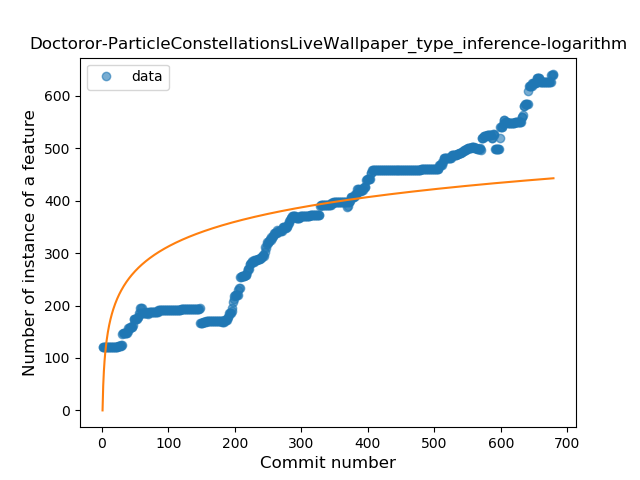 Doctoror-ParticleConstellationsLiveWallpaper_type_inference-logarithm
data
Number of instance of a feature
600
500
400
300
200
100
0
0 100 200 300 400 500 600 700
Commit number